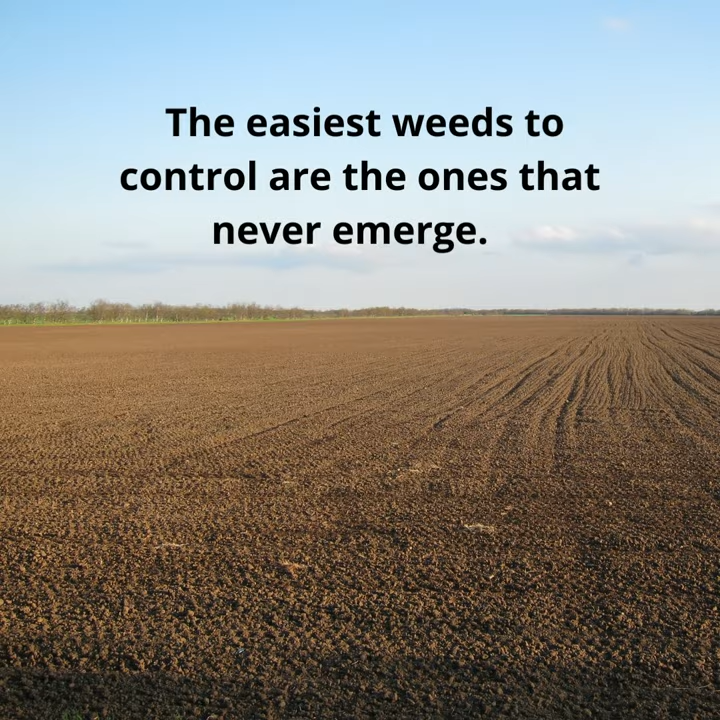 The easiest weeds to
control are the ones that
never emerge.